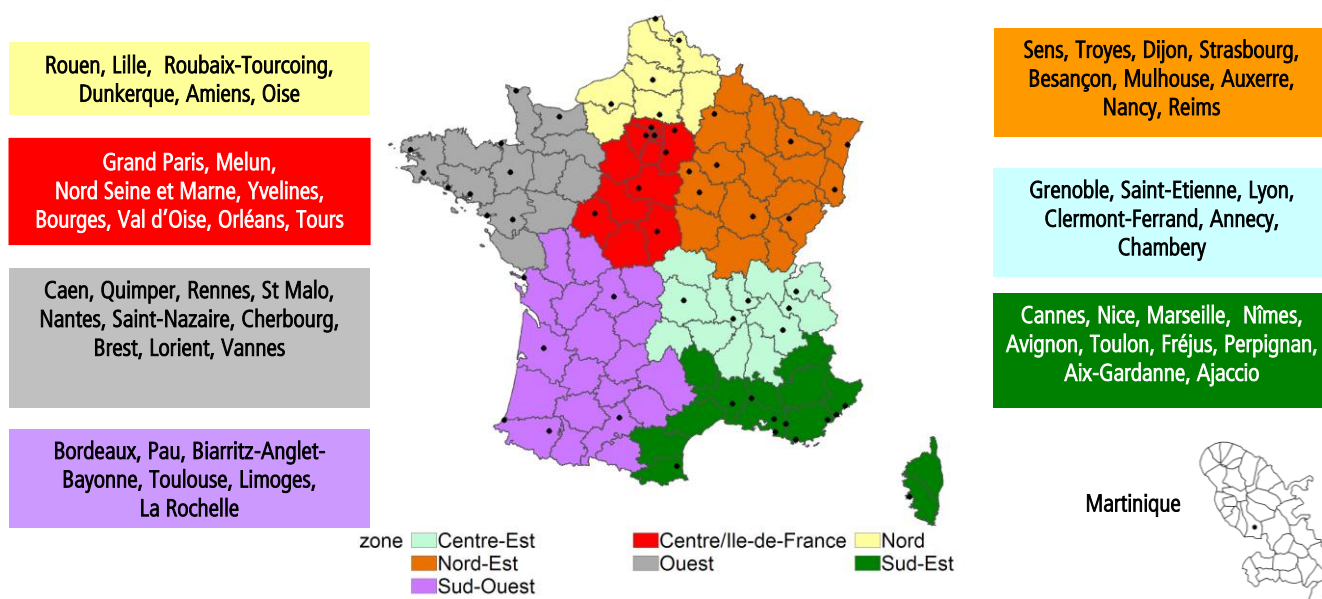 Rouen, Lille, Roubaix-Tourcoing,
Dunkerque, Amiens, Oise
Grand Paris, Melun,
Nord Seine et Marne, Yvelines,
Bourges, Val d’Oise, Orléans, Tours
Caen, Quimper, Rennes, St Malo,
Nantes, Saint-Nazaire, Cherbourg,
Brest, Lorient, Vannes
Bordeaux, Pau, Biarritz-Anglet-
Bayonne, Toulouse, Limoges,
La Rochelle
Sens, Troyes, Dijon, Strasbourg,
Besançon, Mulhouse, Auxerre,
Nancy, Reims
Grenoble, Saint-Etienne, Lyon,
Clermont-Ferrand, Annecy,
Chambery
Cannes, Nice, Marseille, Nîmes,
Avignon, Toulon, Fréjus, Perpignan,
Aix-Gardanne, Ajaccio
Martinique
zone Centre-Est Centre/Ile-de-France Nord
Nord-Est Ouest Sud-Est
Sud-Ouest